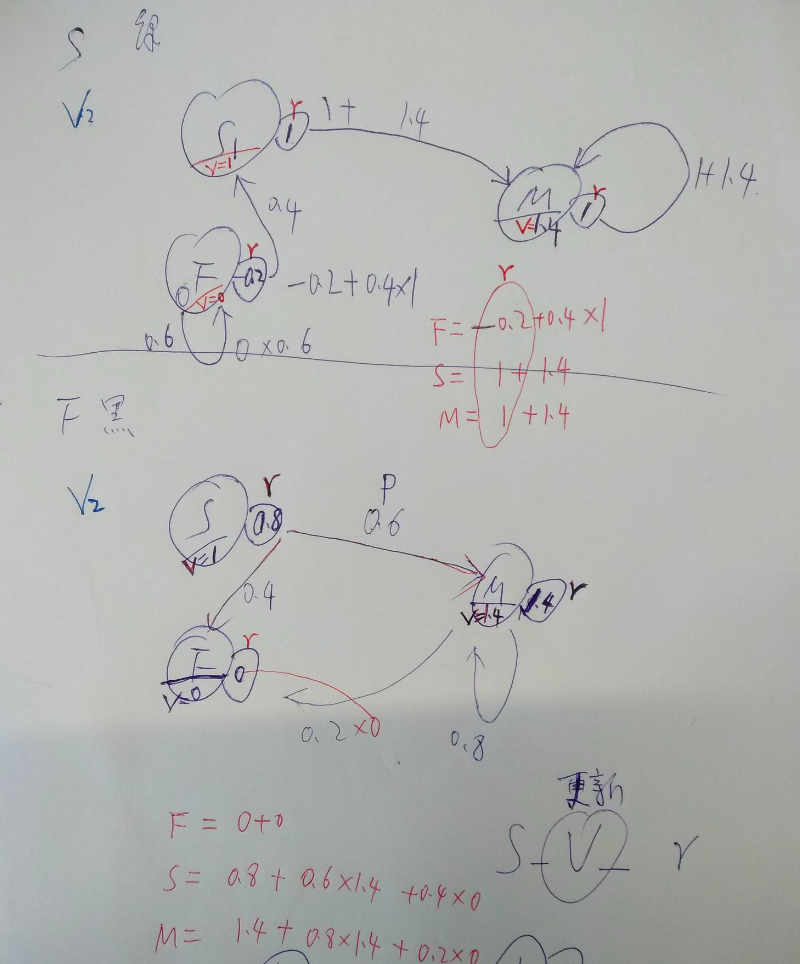 S 绿
V2
S1 V=1 r 1
1+ 1.4
M V=1.4 r 1
1+1.4
0.4
F V=0 r -0.2
0
-0.2+0.4×1
0.6 0×0.6
r
F= -0.2+0.4×1
S= 1+1.4
M= 1+1.4
F 黑
V2
S V=1 r 0.8
P
0.6
M V=1.4 1.4 r
0.4
F V=0 r 0
0.2×0
0.8
F = 0+0
S= 0.8+0.6×1.4 +0.4×0
M= 1.4+0.8×1.4+0.2×0
更新
S-V- r